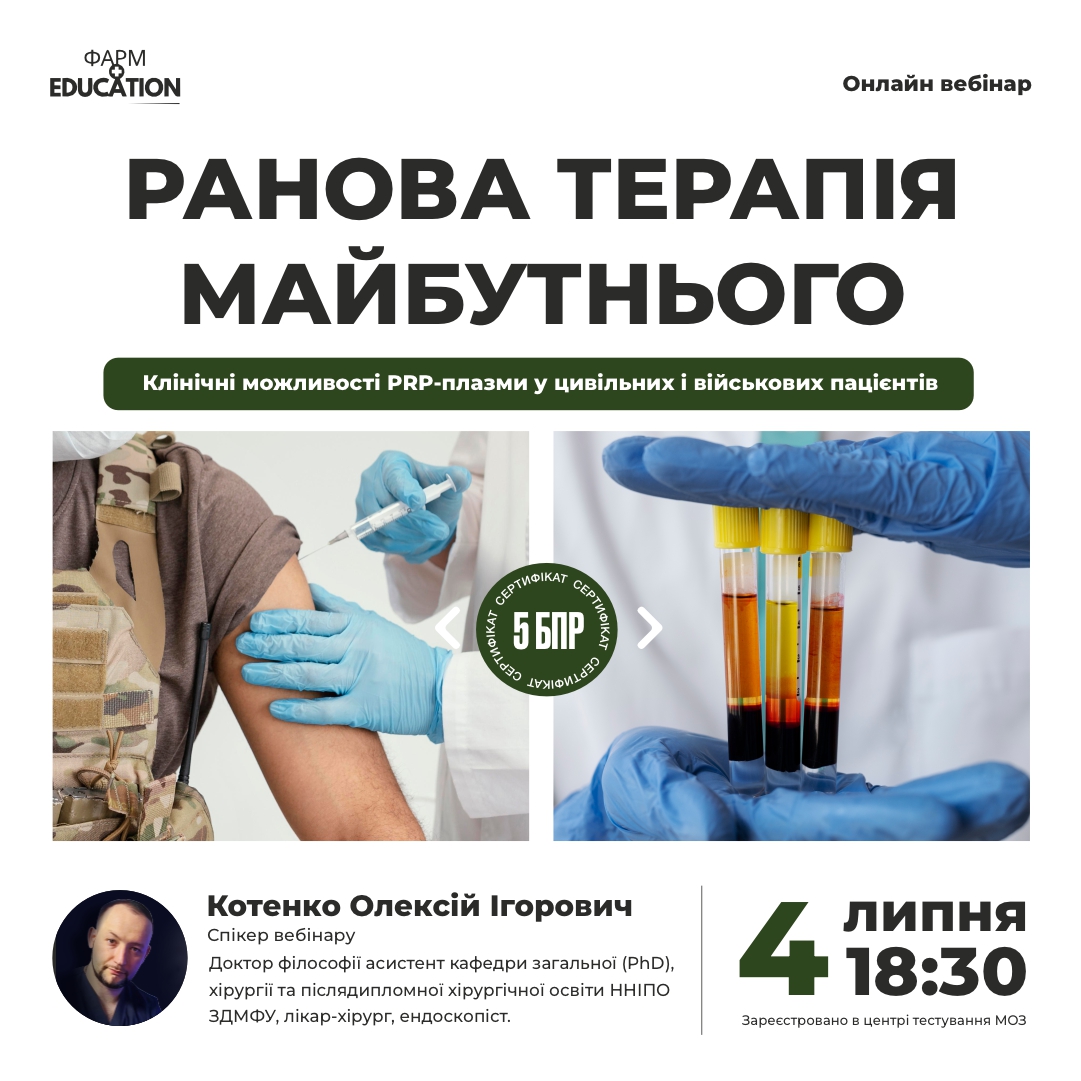 ФАРМ
EDUCATION
Онлайн вебінар
РАНОВА ТЕРАПІЯ
МАЙБУТНЬОГО
Клінічні можливості PRP-плазми у цивільних і військових пацієнтів
СЕРТИФІКАТ СЕРТИФІКАТ СЕРТИФІКАТ СЕРТИФІКАТ
5 БПР
Котенко Олексій Ігорович
Спікер вебінару
Доктор філософії асистент кафедри загальної (PhD),
хірургії та післядипломної хірургічної освіти ННІПО
ЗДМФУ, лікар-хірург, ендоскопіст.
4 липня
18:30
Зареєстровано в центрі тестування МОЗ